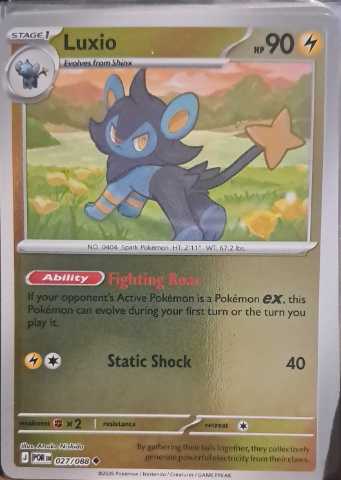 STAGE 1
Luxio
HP 90
Evolves from Shinx
NO. 0404 Spark Pokémon HT: 2'11" WT: 67.2 lbs.
Ability Fighting Roar
If your opponent's Active Pokémon is a Pokémon ex, this
Pokémon can evolve during your first turn or the turn you
play it.
Static Shock 40
weakness ×2 resistance retreat
Illus. Atsuko Nishida
J POR EN 027/088
By gathering their tails together, they collectively
generate powerful electricity from their claws.
©2026 Pokémon / Nintendo / Creatures / GAME FREAK